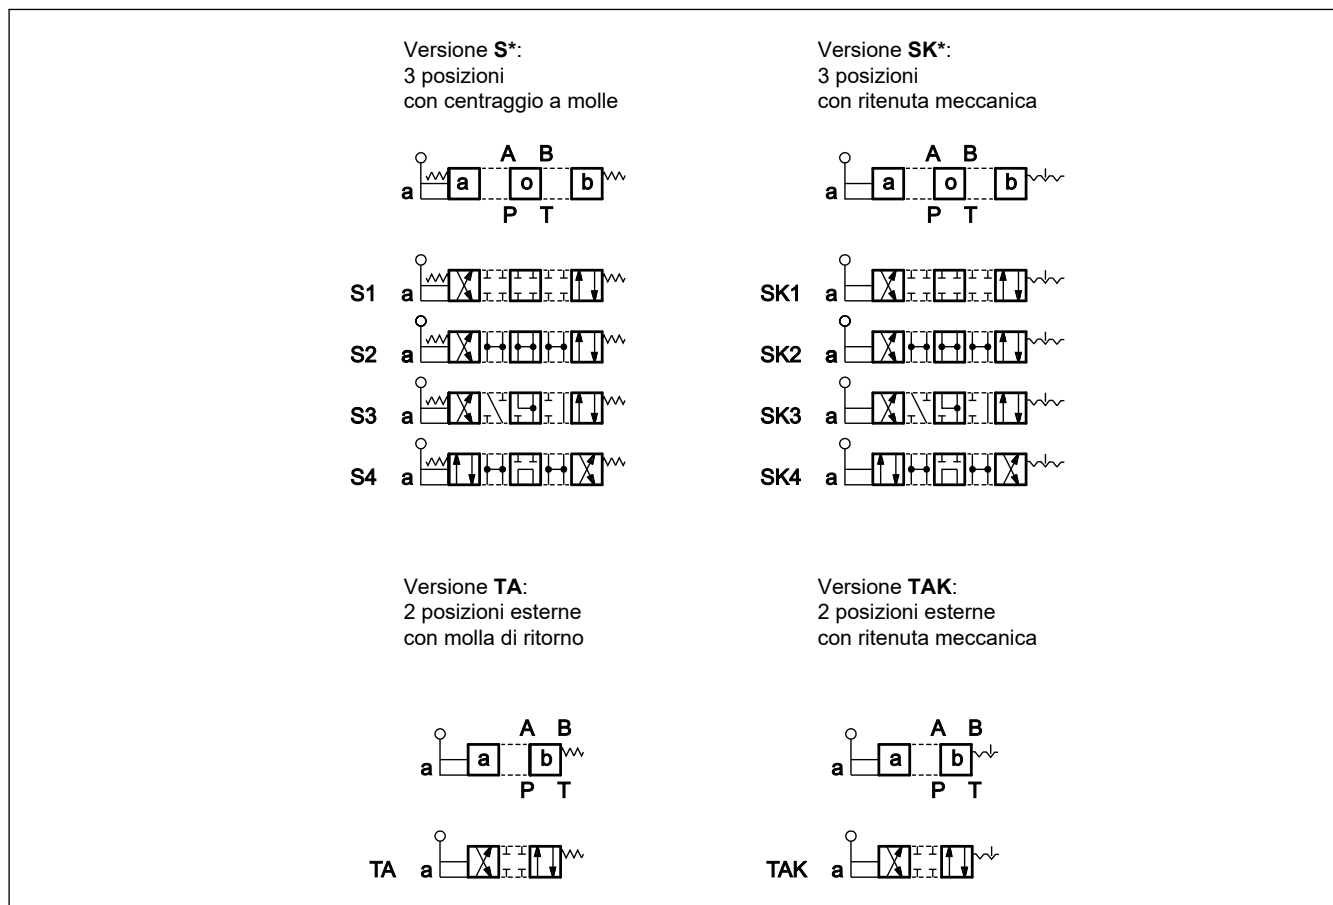 Versione S*:
3 posizioni
con centraggio a molle
A B
a a o b
P T
S1 a
S2 a
S3 a
S4 a
Versione SK*:
3 posizioni
con ritenuta meccanica
A B
a a o b
P T
SK1 a
SK2 a
SK3 a
SK4 a
Versione TA:
2 posizioni esterne
con molla di ritorno
A B
a a b
P T
TA a
Versione TAK:
2 posizioni esterne
con ritenuta meccanica
A B
a a b
P T
TAK a